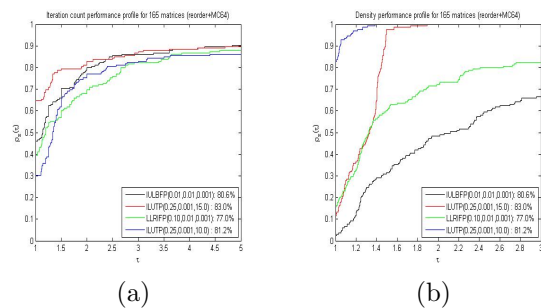 Iteration count performance profile for 165 matrices (reorder+MC64)
1
0.9
0.8
0.7
0.6
0.5
0.4
0.3
0.2
0.1
0
ρs(τ)
1 1.5 2 2.5 3 3.5 4 4.5 5
τ
IULBFP(0.01,0.01,0.001): 80.6%
ILUTP(0.25,0.001,15.0) : 83.0%
LLRIFP(0.10,0.01,0.001): 77.0%
ILUTP(0.25,0.001,10.0) : 81.2%
(a)
Density performance profile for 165 matrices (reorder+MC64)
1
0.9
0.8
0.7
0.6
0.5
0.4
0.3
0.2
0.1
0
ρs(τ)
1 1.2 1.4 1.6 1.8 2 2.2 2.4 2.6 2.8 3
τ
IULBFP(0.01,0.01,0.001): 80.6%
ILUTP(0.25,0.001,15.0) : 83.0%
LLRIFP(0.10,0.01,0.001): 77.0%
ILUTP(0.25,0.001,10.0) : 81.2%
(b)